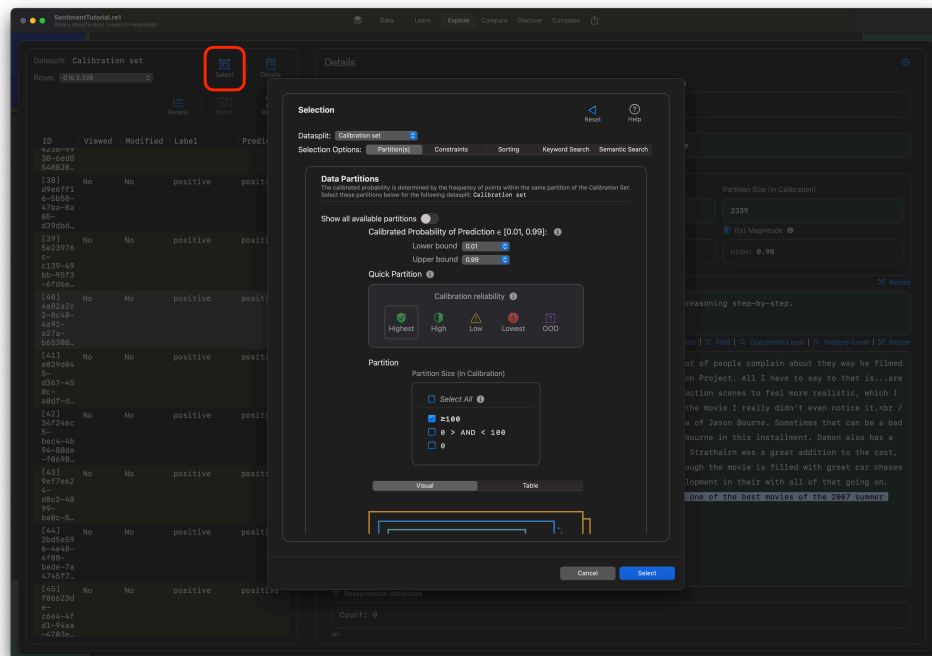 SentimentTutorial.re1
Binary classification (+search+reranking)
Data Learn Explore Compare Discover Compose
Datasplit: Calibration set
Rows: 0 to 2,338
Select
Details
Rerank
Batch
ID Viewed Modified Label
38-6ed8
548820…
[38] No No positive
d9e6ff1
6-5b58-
47ba-8a
85-
d39dbd…
[39] No No positive
5e23976
c-
c139-49
bb-95f3
-6fd6e…
[40] No No positive
4a82a2c
2-0c40-
4a92-
a27a-
b65308…
[41] No No positive
e029d04
5-
d367-45
0c-
a0df-d…
[42] No No positive
34f246c
5-
bec4-4b
94-88de
-f0690…
[43] No No positive
9ef7e62
4-
d8c2-48
99-
be0c-5…
[44] No No positive
2bd5e59
6-4e48-
4f08-
bede-7a
4745f7…
[45] No No positive positive
f06623d
e-
c6e4-4f
d1-94aa
-4203e…
Details
Selection
Reset
Help
Datasplit: Calibration set
Selection Options: Partition(s) Constraints Sorting Keyword Search Semantic Search
Data Partitions
The calibrated probability is determined by the frequency of points within the same partition of the Calibration Set.
Select these partitions below for the following datasplit: Calibration set
Show all available partitions
Calibrated Probability of Prediction ∈ [0.01, 0.99]:
Lower bound 0.01
Upper bound 0.99
Quick Partition
Calibration reliability
Highest High Low Lowest OOD
Partition
Partition Size (in Calibration)
Select All
≥100
0 > AND < 100
0
Visual Table
Cancel Select
Partition Size (in Calibration)
2339
f(x) Magnitude
HIGH: 0.98
Resize
reasoning step-by-step.
Find Document-Level Feature-Level Resize
ot of people complain about they way he filmed
ch Project. All I have to say to that is...are
action scenes to feel more realistic, which I
the movie I really didn't even notice it.<br /
s of Jason Bourne. Sometimes that can be a bad
Bourne in this installment. Damon also has a
Strathairn was a great addition to the cast,
ough the movie is filled with great car chases
lopment in their with all of that going on.
one of the best movies of the 2007 summer
Reexpression Attributes
Count: 0